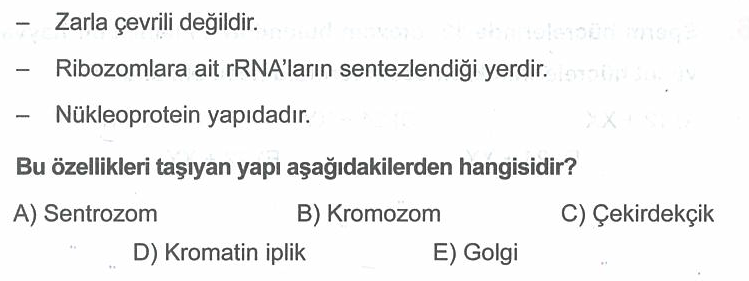 – Zarla çevrili değildir.
– Ribozomlara ait rRNA'ların sentezlendiği yerdir.
– Nükleoprotein yapıdadır.
Bu özellikleri taşıyan yapı aşağıdakilerden hangisidir?
A) Sentrozom B) Kromozom C) Çekirdekçik
D) Kromatin iplik E) Golgi